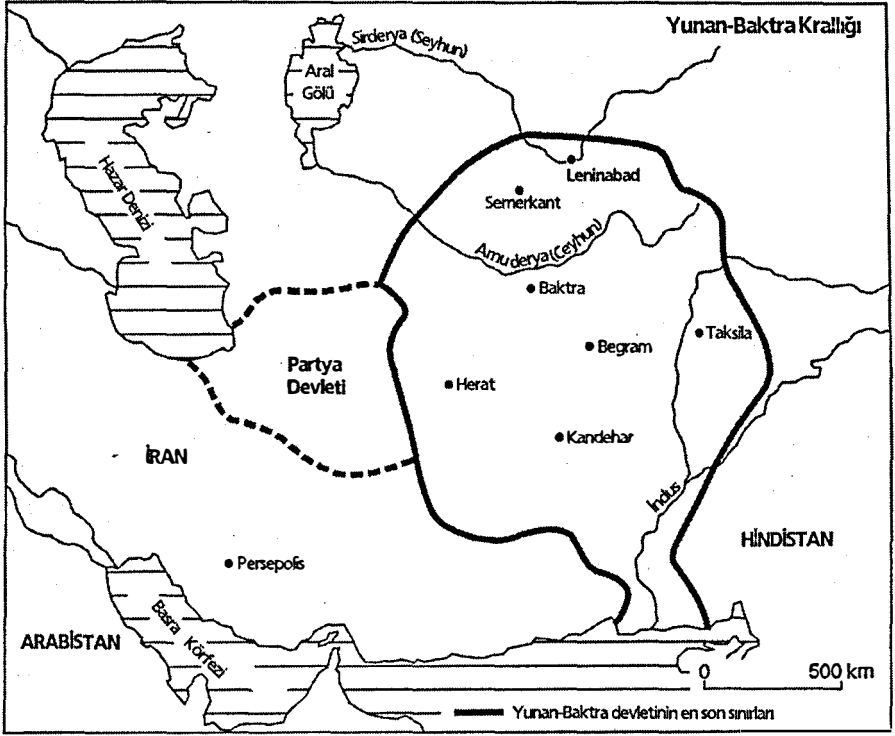 Yunan-Baktra Krallığı
Sirderya (Seyhun)
Aral
Gölü
Hazar Denizi
Leninabad
Semerkant
Amuderya (Ceyhun)
Baktra
Taksila
Begram
Partya
Devleti
Herat
Kandehar
İRAN
İndus
HİNDİSTAN
Persepolis
Basra Körfezi
ARABİSTAN
0 500 km
Yunan-Baktra devletinin en son sınırları